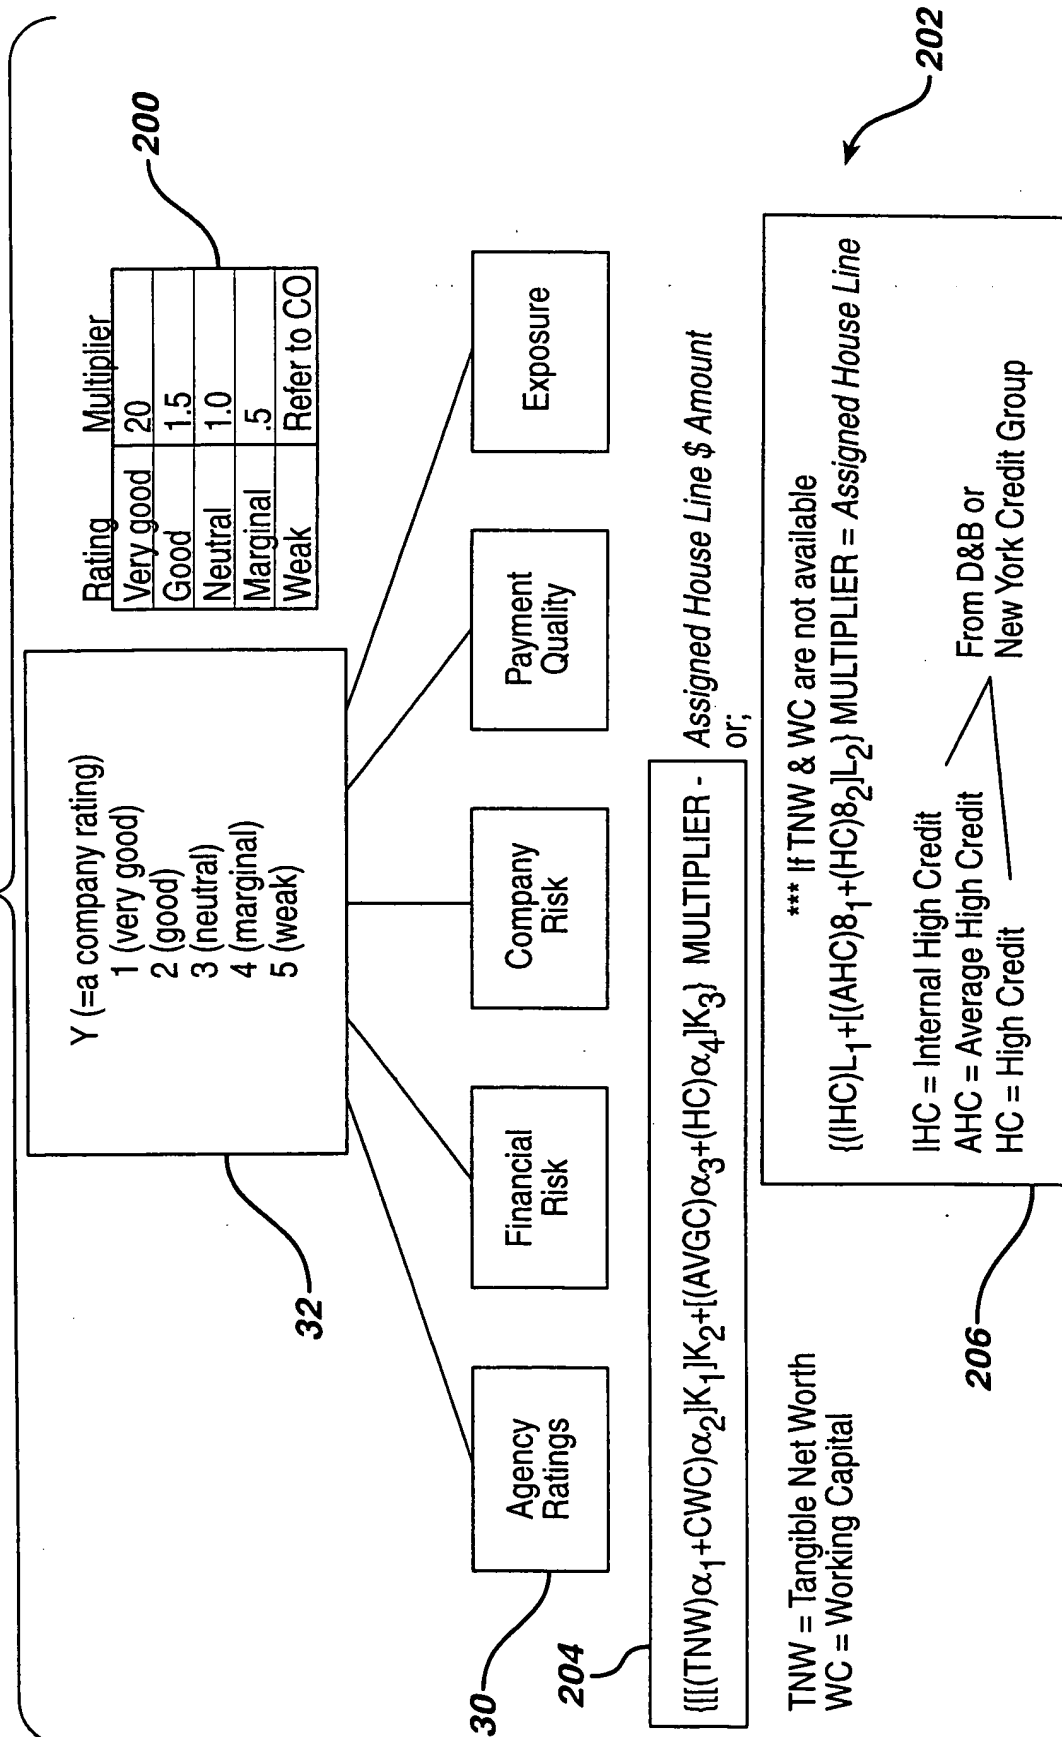 Y (=a company rating)
1 (very good)
2 (good)
3 (neutral)
4 (marginal)
5 (weak)
32
Rating Multiplier
Very good 20
Good 1.5
Neutral 1.0
Marginal .5
Weak Refer to CO
200
Agency
Ratings
Financial
Risk
Company
Risk
Payment
Quality
Exposure
30
204
{[[(TNW)α1+CWC)α2]K1]K2+[(AVGC)α3+(HC)α4]K3} MULTIPLIER - Assigned House Line $ Amount
or;
TNW = Tangible Net Worth
WC = Working Capital
202
*** If TNW & WC are not available
{(IHC)L1+[(AHC)81+(HC)82]L2} MULTIPLIER = Assigned House Line
IHC = Internal High Credit
AHC = Average High Credit
HC = High Credit
From D&B or
New York Credit Group
206